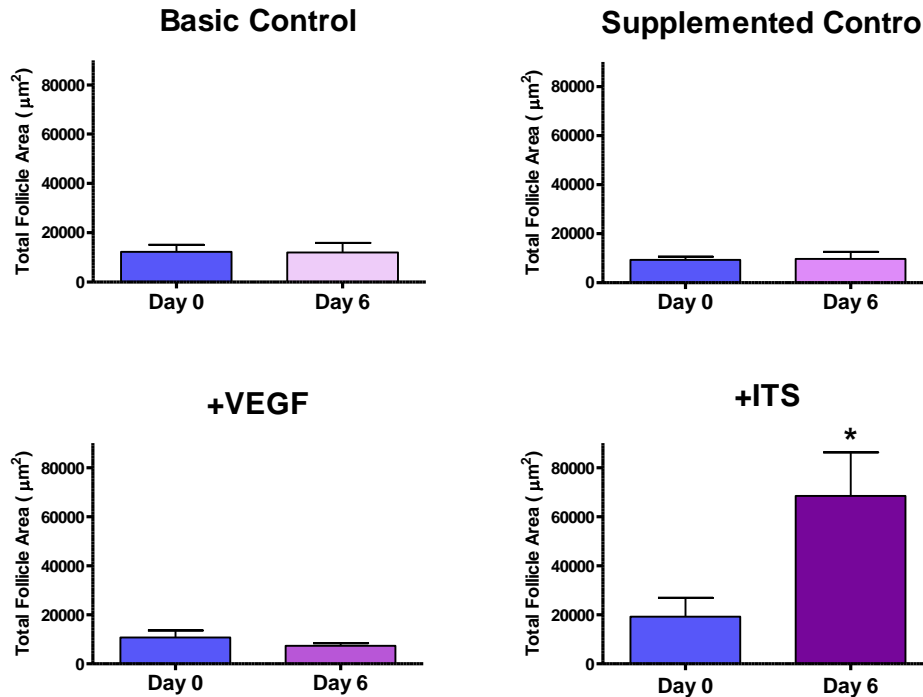 Basic Control
Total Follicle Area ( µm²)
80000
60000
40000
20000
0
Day 0 Day 6
Supplemented Contro
Total Follicle Area ( µm²)
80000
60000
40000
20000
0
Day 0 Day 6
+VEGF
Total Follicle Area ( µm²)
80000
60000
40000
20000
0
Day 0 Day 6
+ITS
Total Follicle Area ( µm²)
80000
60000
40000
20000
0
*
Day 0 Day 6